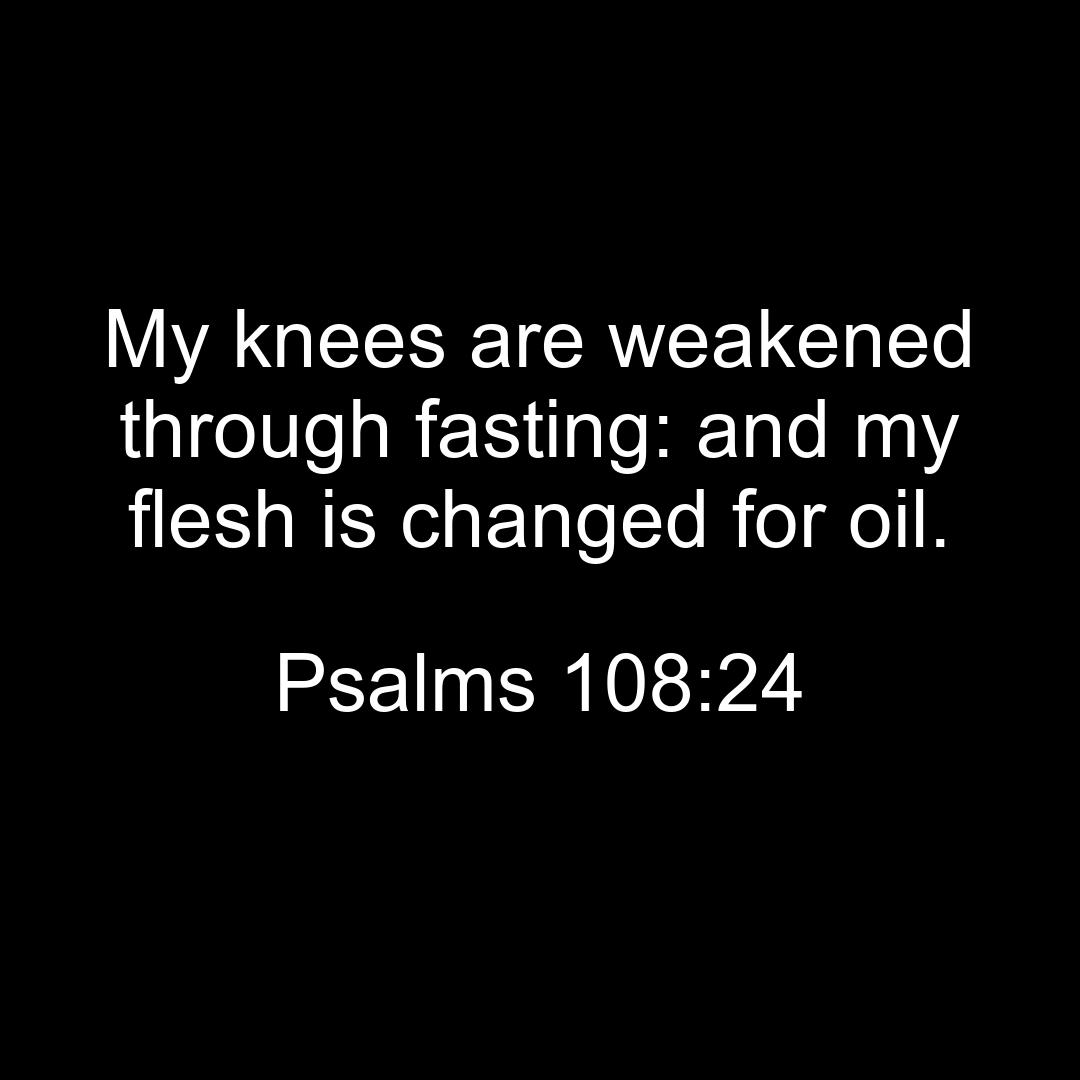 My knees are weakened
through fasting: and my
flesh is changed for oil.
Psalms 108:24